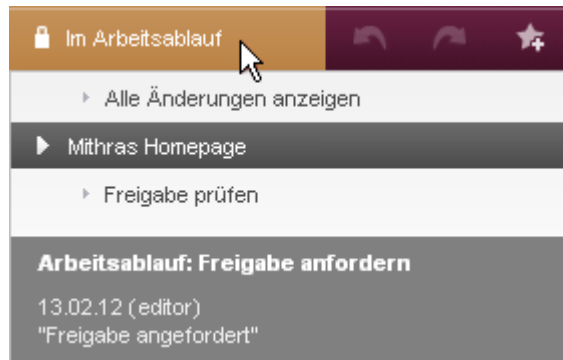 Im Arbeitsablauf
Alle Änderungen anzeigen
Mithras Homepage
Freigabe prüfen
Arbeitsablauf: Freigabe anfordern
13.02.12 (editor)
"Freigabe angefordert"